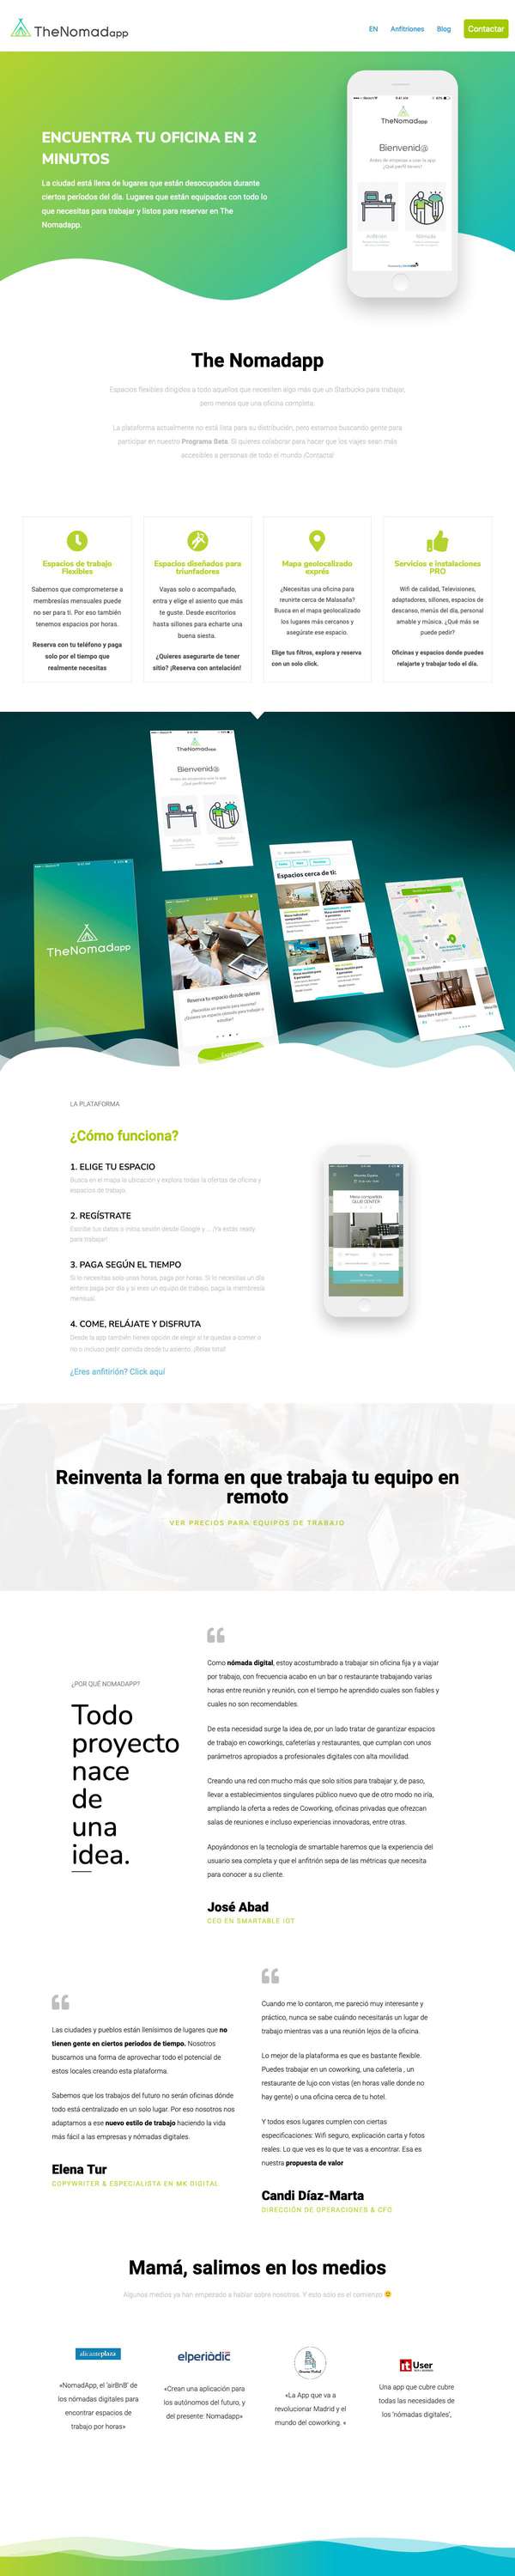 TheNomadapp
EN Anfitriones Blog Contactar
ENCUENTRA TU OFICINA EN 2
MINUTOS
La ciudad está llena de lugares que están desocupados durante
ciertos períodos del día. Lugares que están equipados con todo lo
que necesitas para trabajar y listos para reservar en The
Nomadapp.
TheNomadapp
Bienvenid@
The Nomadapp
Espacios flexibles dirigidos a todo aquellos que necesiten algo más que un Starbucks para trabajar,
pero menos que una oficina completa.
La plataforma actualmente no está lista para su distribución, pero estamos buscando gente para
participar en nuestro Programa Beta. Si quieres colaborar para hacer que los viajes sean más
accesibles a personas de todo el mundo ¡Contacta!
Espacios de trabajo
Flexibles
Sabemos que comprometerse a
membresías mensuales puede
no ser para ti. Por eso también
tenemos espacios por horas.
Reserva con tu teléfono y paga
solo por el tiempo que
realmente necesitas
Espacios diseñados para
triunfadores
Vayas solo o acompañado,
entra y elige el asiento que más
te guste. Desde escritorios
hasta sillones para echarte una
buena siesta.
¿Quieres asegurarte de tener
sitio? ¡Reserva con antelación!
Mapa geolocalizado
exprés
¿Necesitas una oficina para
reunirte cerca de Malasaña?
Busca en el mapa geolocalizado
los lugares más cercanos y
asegúrate ese espacio.
Elige tus filtros, explora y reserva
con un solo click.
Servicios e instalaciones
PRO
Wifi de calidad, Televisiones,
adaptadores, sillones, espacios de
descanso, menús del día, personal
amable y música. ¿Qué más se
puede pedir?
Oficinas y espacios donde puedes
relajarte y trabajar todo el día.
TheNomadapp
Bienvenid@
TheNomadapp
Reserva tu espacio donde quieras
Espacios cerca de ti:
LA PLATAFORMA
¿Cómo funciona?
1. ELIGE TU ESPACIO
Busca en el mapa la ubicación y explora todas la ofertas de oficina y
espacios de trabajo.
2. REGÍSTRATE
Escribe tus datos o inicia sesión desde Google y ... ¡Ya estás ready
para trabajar!
3. PAGA SEGÚN EL TIEMPO
Si lo necesitas solo unas horas, paga por horas. Si lo necesitas un día
entero paga por día y si eres un equipo de trabajo, paga la membresía
mensual.
4. COME, RELÁJATE Y DISFRUTA
Desde la app también tienes opción de elegir si te quedas a comer o
no o incluso pedir comida desde tu asiento. ¡Relax total!
¿Eres anfitirión? Click aquí
Reinventa la forma en que trabaja tu equipo en
remoto
VER PRECIOS PARA EQUIPOS DE TRABAJO
¿POR QUÉ NOMADAPP?
Todo
proyecto
nace
de
una
idea.
Como nómada digital, estoy acostumbrado a trabajar sin oficina fija y a viajar
por trabajo, con frecuencia acabo en un bar o restaurante trabajando varias
horas entre reunión y reunión, con el tiempo he aprendido cuales son fiables y
cuales no son recomendables.
De esta necesidad surge la idea de, por un lado tratar de garantizar espacios
de trabajo en coworkings, cafeterías y restaurantes, que cumplan con unos
parámetros apropiados a profesionales digitales con alta movilidad.
Creando una red con mucho más que solo sitios para trabajar y, de paso,
llevar a establecimientos singulares público nuevo que de otro modo no iría,
ampliando la oferta a redes de Coworking, oficinas privadas que ofrezcan
salas de reuniones e incluso experiencias innovadoras, entre otras.
Apoyándonos en la tecnología de smartable haremos que la experiencia del
usuario sea completa y que el anfitrión sepa de las métricas que necesita
para conocer a su cliente.
José Abad
CEO EN SMARTABLE IOT
Las ciudades y pueblos están llenísimos de lugares que no
tienen gente en ciertos periodos de tiempo. Nosotros
buscamos una forma de aprovechar todo el potencial de
estos locales creando esta plataforma.
Sabemos que los trabajos del futuro no serán oficinas dónde
todo está centralizado en un solo lugar. Por eso nosotros nos
adaptamos a ese nuevo estilo de trabajo haciendo la vida
más fácil a las empresas y nómadas digitales.
Elena Tur
COPYWRITER & ESPECIALISTA EN MK DIGITAL
Cuando me lo contaron, me pareció muy interesante y
práctico, nunca se sabe cuándo necesitarás un lugar de
trabajo mientras vas a una reunión lejos de la oficina.
Lo mejor de la plataforma es que es bastante flexible.
Puedes trabajar en un coworking, una cafetería , un
restaurante de lujo con vistas (en horas valle donde no
hay gente) o una oficina cerca de tu hotel.
Y todos esos lugares cumplen con ciertas
especificaciones: Wifi seguro, explicación carta y fotos
reales. Lo que ves es lo que te vas a encontrar. Esa es
nuestra propuesta de valor
Candi Díaz-Marta
DIRECCIÓN DE OPERACIONES & CFO
Mamá, salimos en los medios
Algunos medios ya han empezado a hablar sobre nosotros. Y esto sólo es el comienzo 🙂
alicanteplaza
«NomadApp, el 'airBnB' de
los nómadas digitales para
encontrar espacios de
trabajo por horas»
elperiòdic
«Crean una aplicación para
los autónomos del futuro, y
del presente: Nomadapp»
«La App que va a
revolucionar Madrid y el
mundo del coworking. «
itUser
Una app que cubre cubre
todas las necesidades de
los 'nómadas digitales',